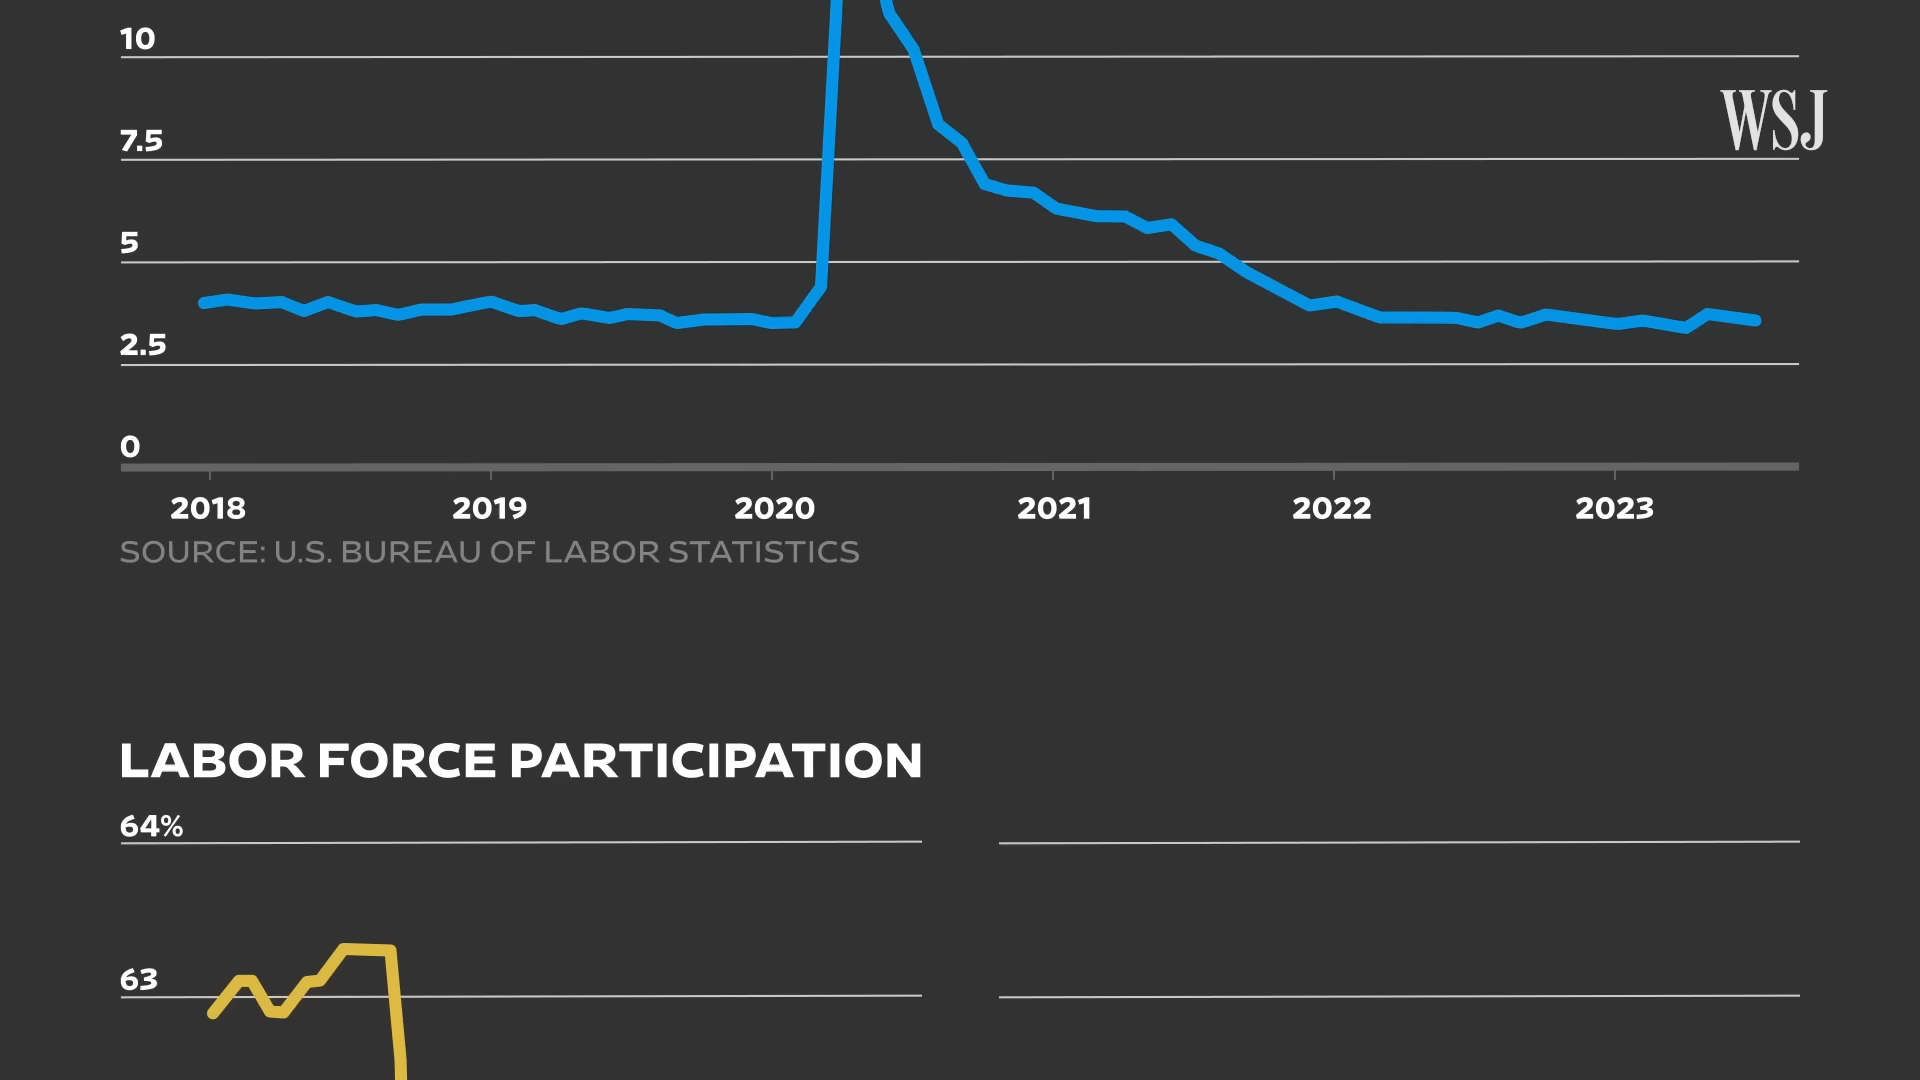 10
WSJ
7.5
5
2.5
0
2018 2019 2020 2021 2022 2023
SOURCE: U.S. BUREAU OF LABOR STATISTICS
LABOR FORCE PARTICIPATION
64%
63